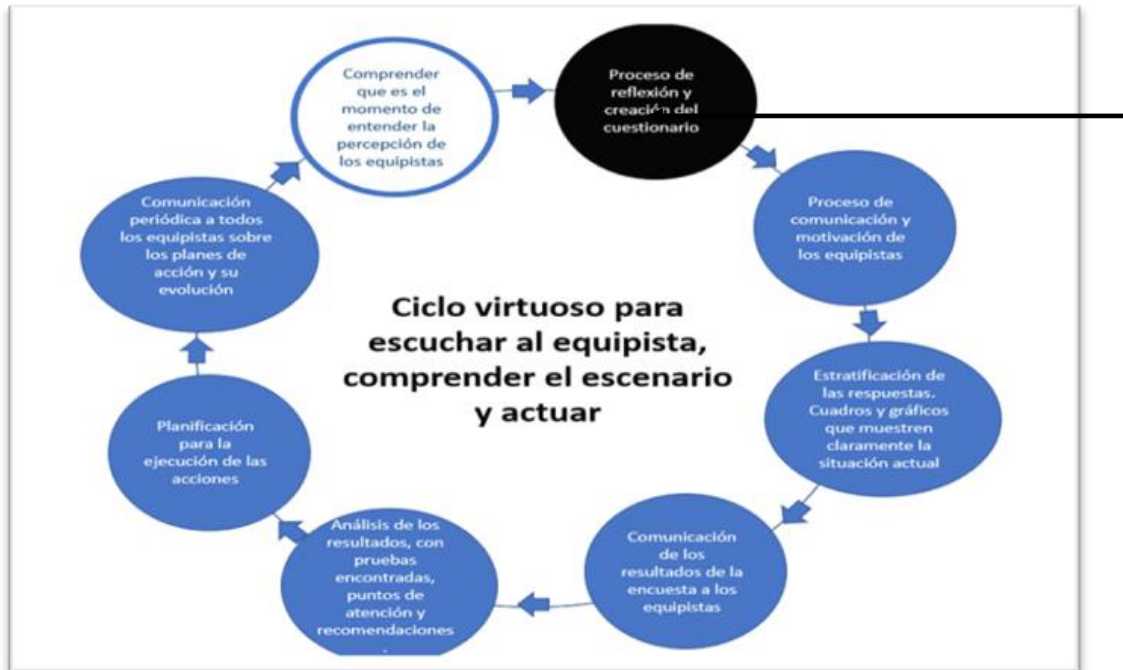 Comprender
que es el
momento de
entender la
percepción de
los equipistas
Proceso de
reflexión y
creación del
cuestionario
Proceso de
comunicación y
motivación de
los equipistas
Estratificación de
las respuestas.
Cuadros y gráficos
que muestren
claramente la
situación actual
Comunicación
de los
resultados de la
encuesta a los
equipistas
Análisis de los
resultados, con
pruebas
encontradas,
puntos de
atención y
recomendaciones
.
Planificación
para la
ejecución de las
acciones
Comunicación
periódica a todos
los equipistas sobre
los planes de
acción y su
evolución
Ciclo virtuoso para
escuchar al equipista,
comprender el escenario
y actuar